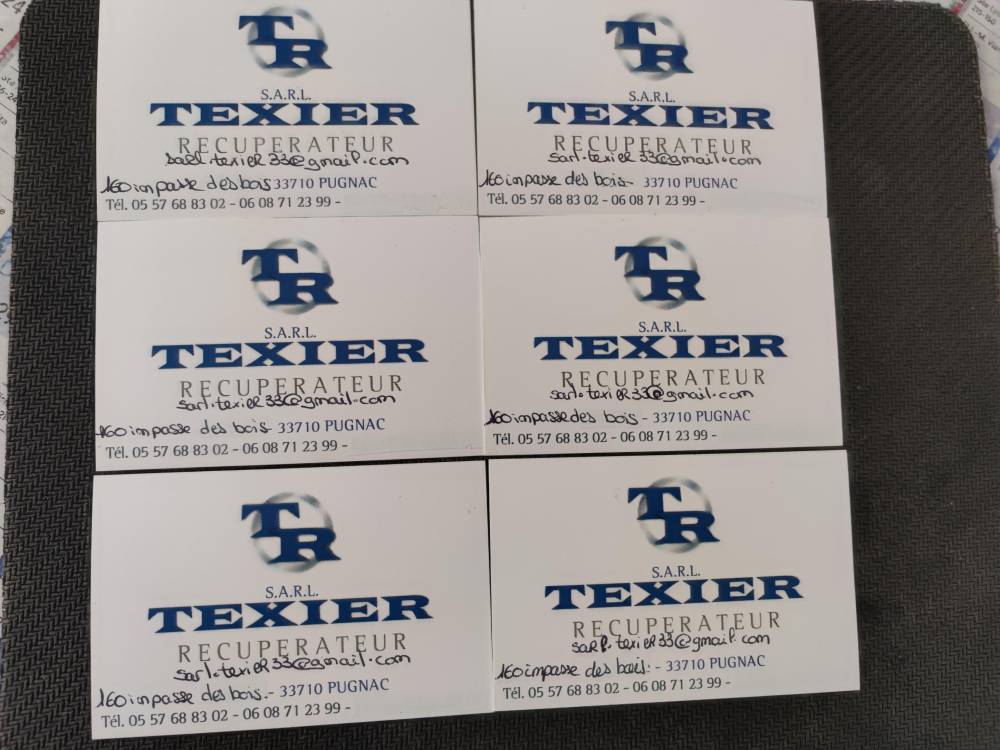 TR
S.A.R.L.
TEXIER
RECUPERATEUR
sarl.texier33@gmail.com
160 impasse des bois 33710 PUGNAC
Tél. 05 57 68 83 02 - 06 08 71 23 99 -
TR
S.A.R.L.
TEXIER
RECUPERATEUR
sarl.texier33@gmail.com
160 impasse des bois - 33710 PUGNAC
Tél. 05 57 68 83 02 - 06 08 71 23 99 -
TR
S.A.R.L.
TEXIER
RECUPERATEUR
sarl.texier33@gmail.com
160 impasse des bois - 33710 PUGNAC
Tél. 05 57 68 83 02 - 06 08 71 23 99 -
TR
S.A.R.L.
TEXIER
RECUPERATEUR
sarl.texier33@gmail.com
160 impasse des bois - 33710 PUGNAC
Tél. 05 57 68 83 02 - 06 08 71 23 99 -
TR
S.A.R.L.
TEXIER
RECUPERATEUR
sarl.texier33@gmail.com
160 impasse des bois.- 33710 PUGNAC
Tél. 05 57 68 83 02 - 06 08 71 23 99 -
TR
S.A.R.L.
TEXIER
RECUPERATEUR
sarl.texier33@gmail.com
160 impasse des bois - 33710 PUGNAC
Tél. 05 57 68 83 02 - 06 08 71 23 99 -